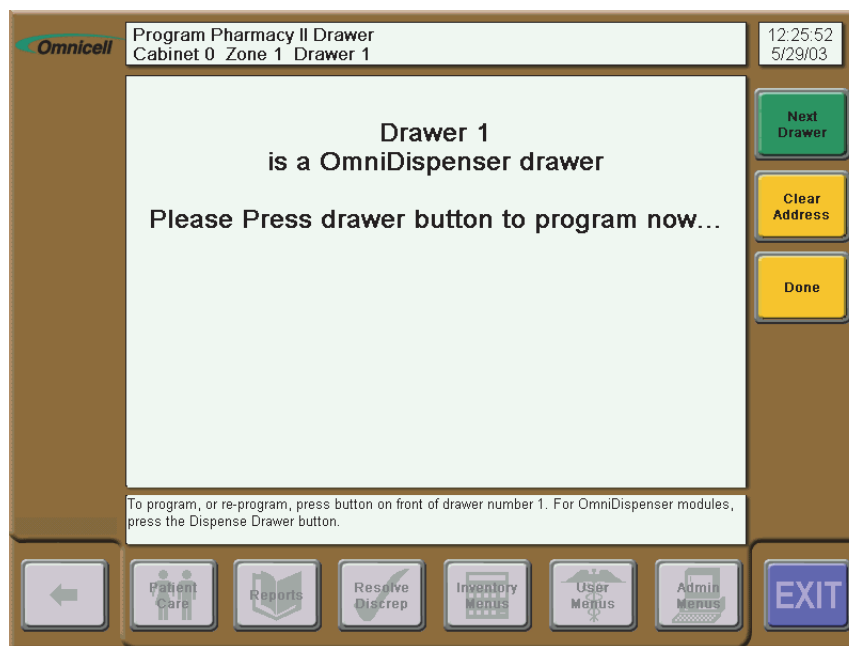 Omnicell
Program Pharmacy II Drawer
Cabinet 0 Zone 1 Drawer 1
12:25:52
5/29/03
Drawer 1
is a OmniDispenser drawer
Please Press drawer button to program now...
Next
Drawer
Clear
Address
Done
To program, or re-program, press button on front of drawer number 1. For OmniDispenser modules,
press the Dispense Drawer button.
Patient
Care
Reports
Resolve
Discrep
Inventory
Menus
User
Menus
Admin
Menus
EXIT